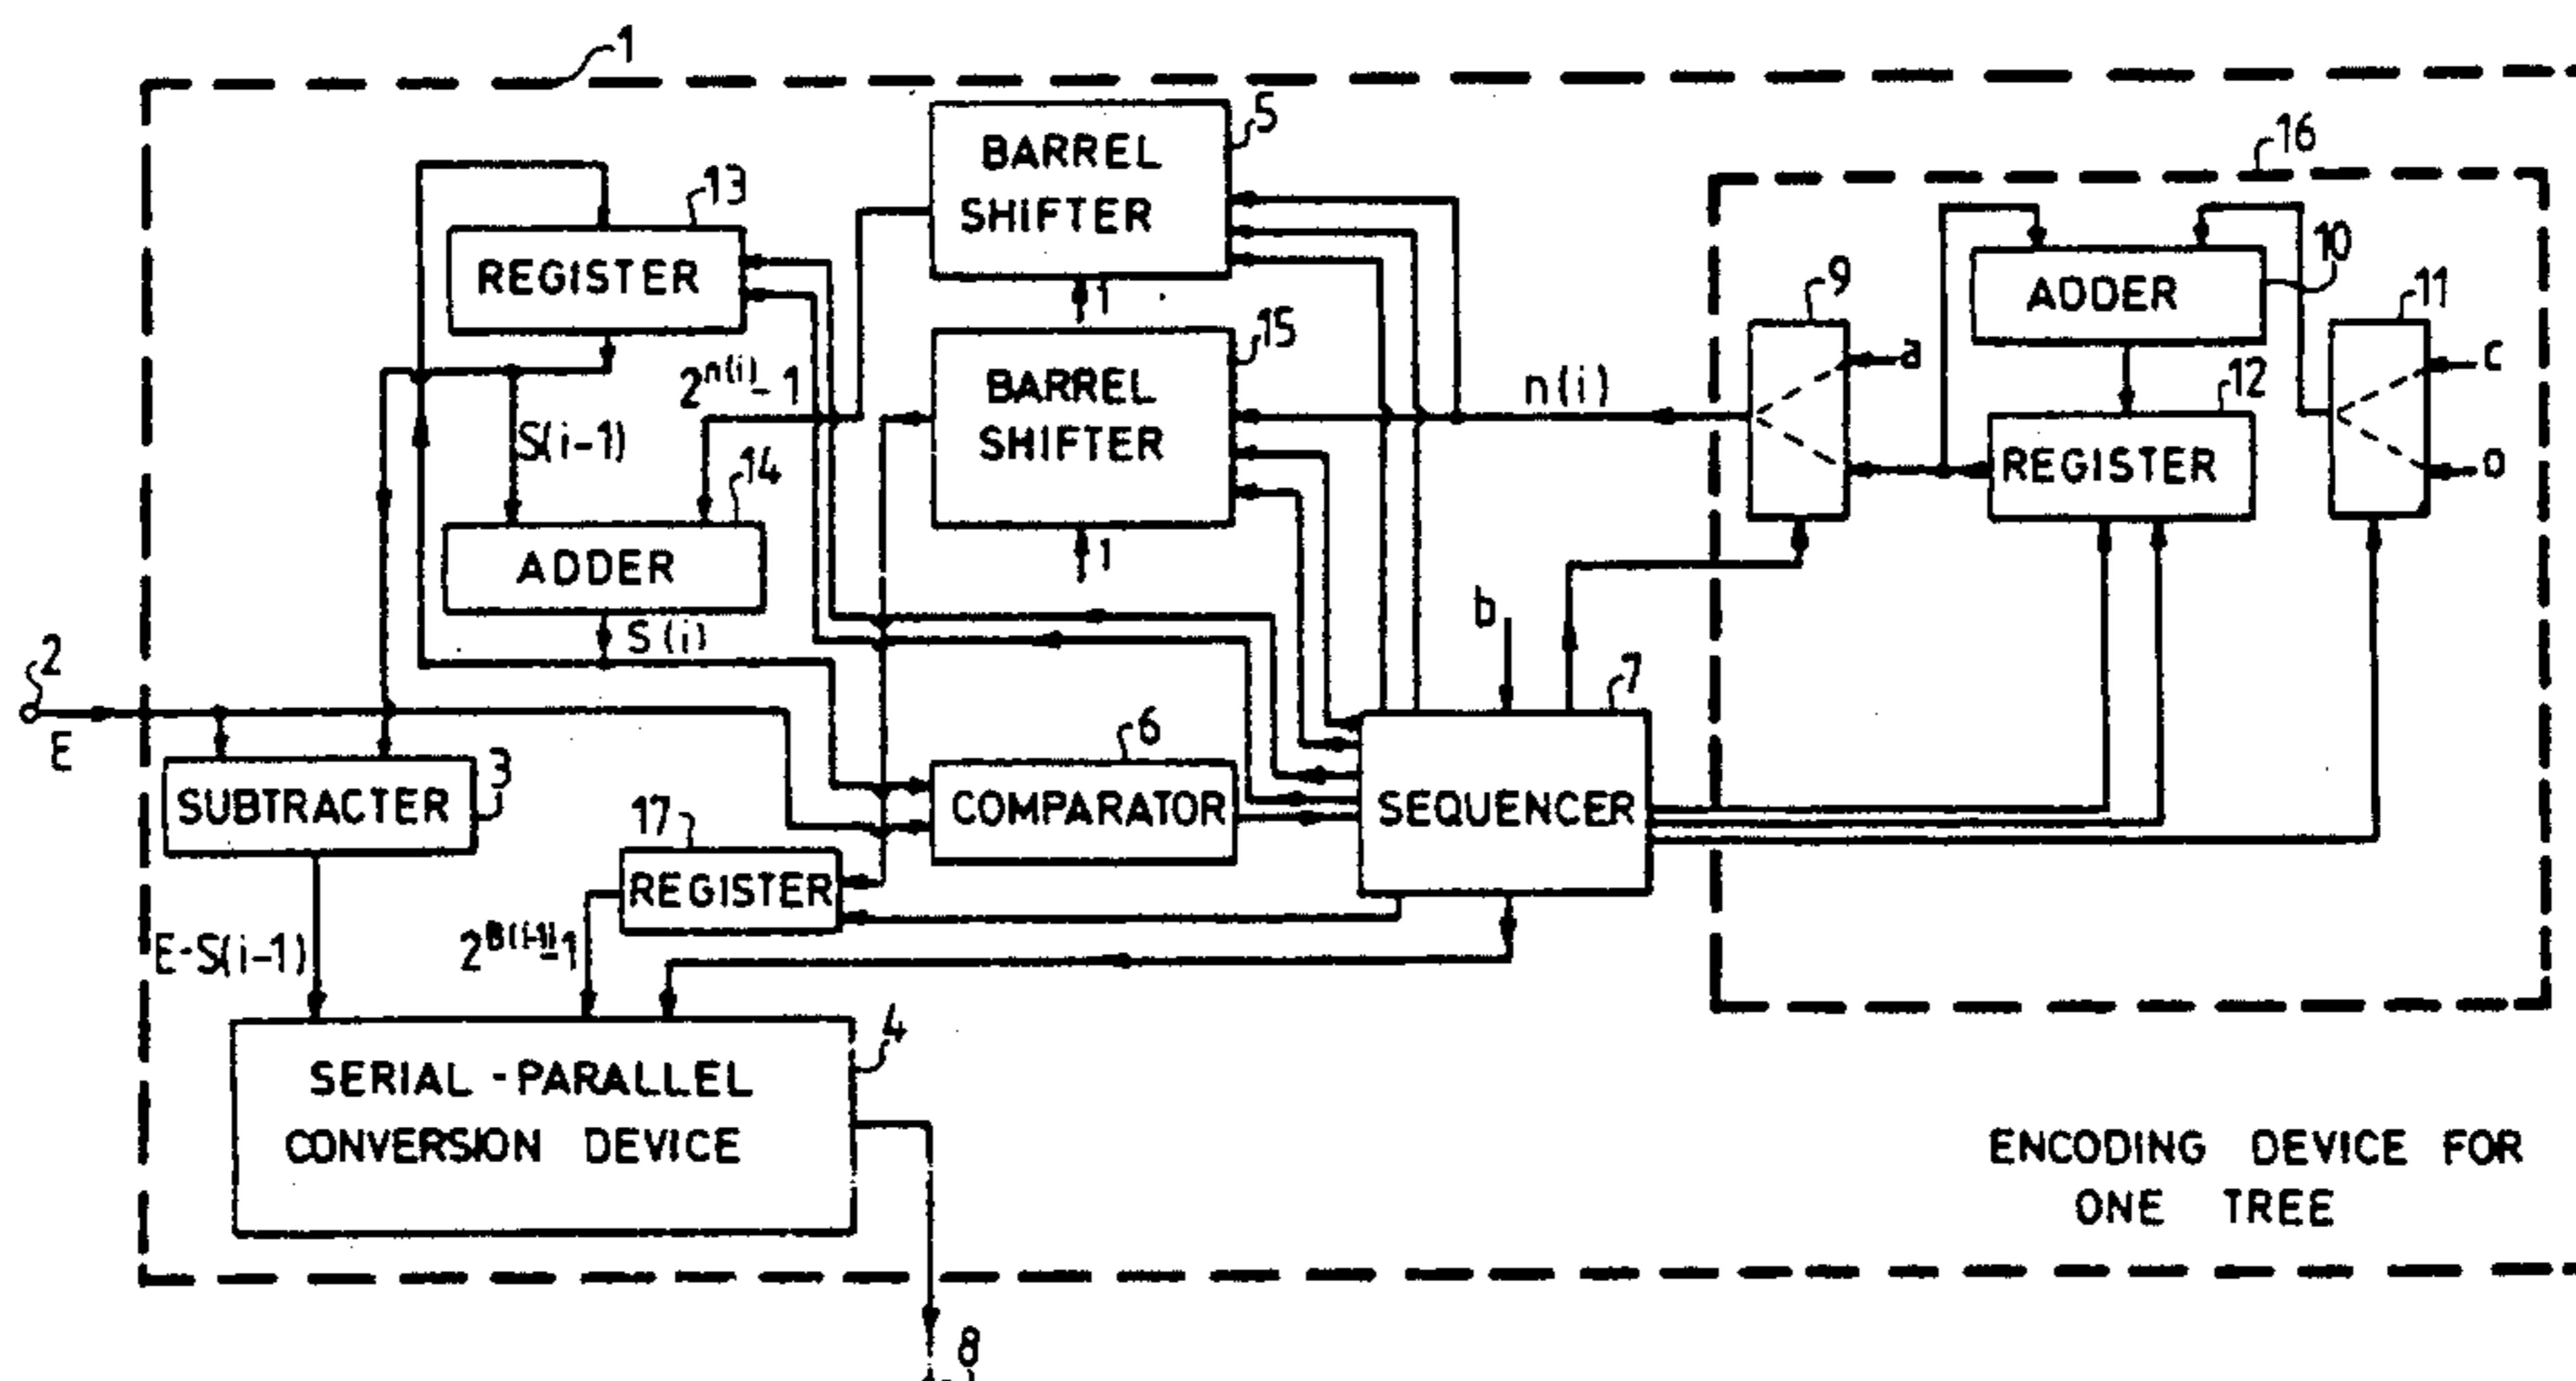 1
BARREL
SHIFTER
5
16
13
REGISTER
1
10
ADDER
9
11
15
BARREL
SHIFTER
2^n(i) - 1
n(i)
a
c
12
S(i-1)
14
REGISTER
o
ADDER
1
b
S(i)
2
7
E
6
SUBTRACTER
3
17
COMPARATOR
SEQUENCER
REGISTER
E-S(i-1)
2^B(i-1)-1
4
SERIAL - PARALLEL
CONVERSION DEVICE
ENCODING DEVICE FOR
ONE TREE
8